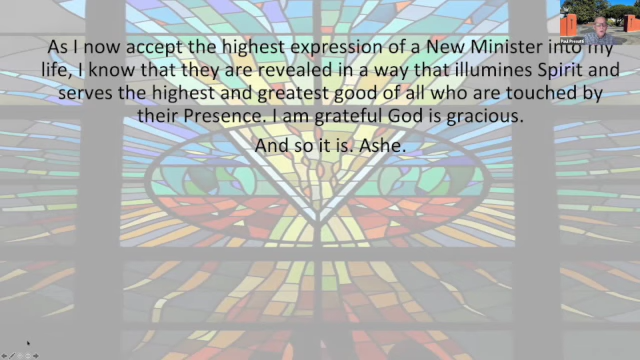 As I now accept the highest expression of a New Minister into my
life, I know that they are revealed in a way that illumines Spirit and
serves the highest and greatest good of all who are touched by
their Presence. I am grateful God is gracious.
And so it is. Ashe.